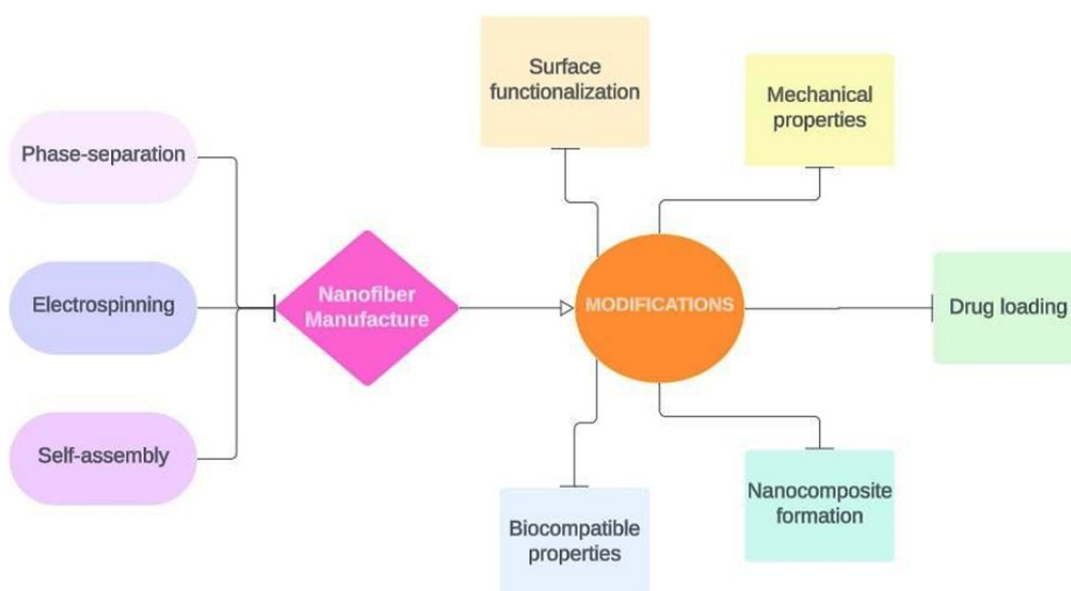 Phase-separation
Electrospinning
Self-assembly
Nanofiber
Manufacture
MODIFICATIONS
Surface
functionalization
Mechanical
properties
Drug loading
Nanocomposite
formation
Biocompatible
properties